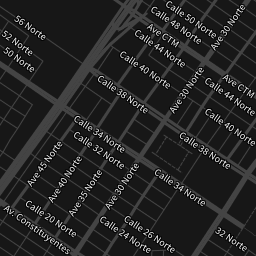 Calle 50 Norte
Calle 48 Norte
Ave 30 Norte
56 Norte
52 Norte
50 Norte
Ave CTM
Calle 44 Norte
Calle 40 Norte
Calle 38 Norte
Ave 30 Norte
Ave CTM
Calle 44 Norte
Calle 40 Norte
Calle 38 Norte
Calle 34 Norte
Calle 32 Norte
Ave 45 Norte
Ave 40 Norte
Ave 35 Norte
Ave 30 Norte
Calle 34 Norte
Calle 20 Norte
Av. Constituyentes
Calle 26 Norte
Calle 24 Norte
32 Norte